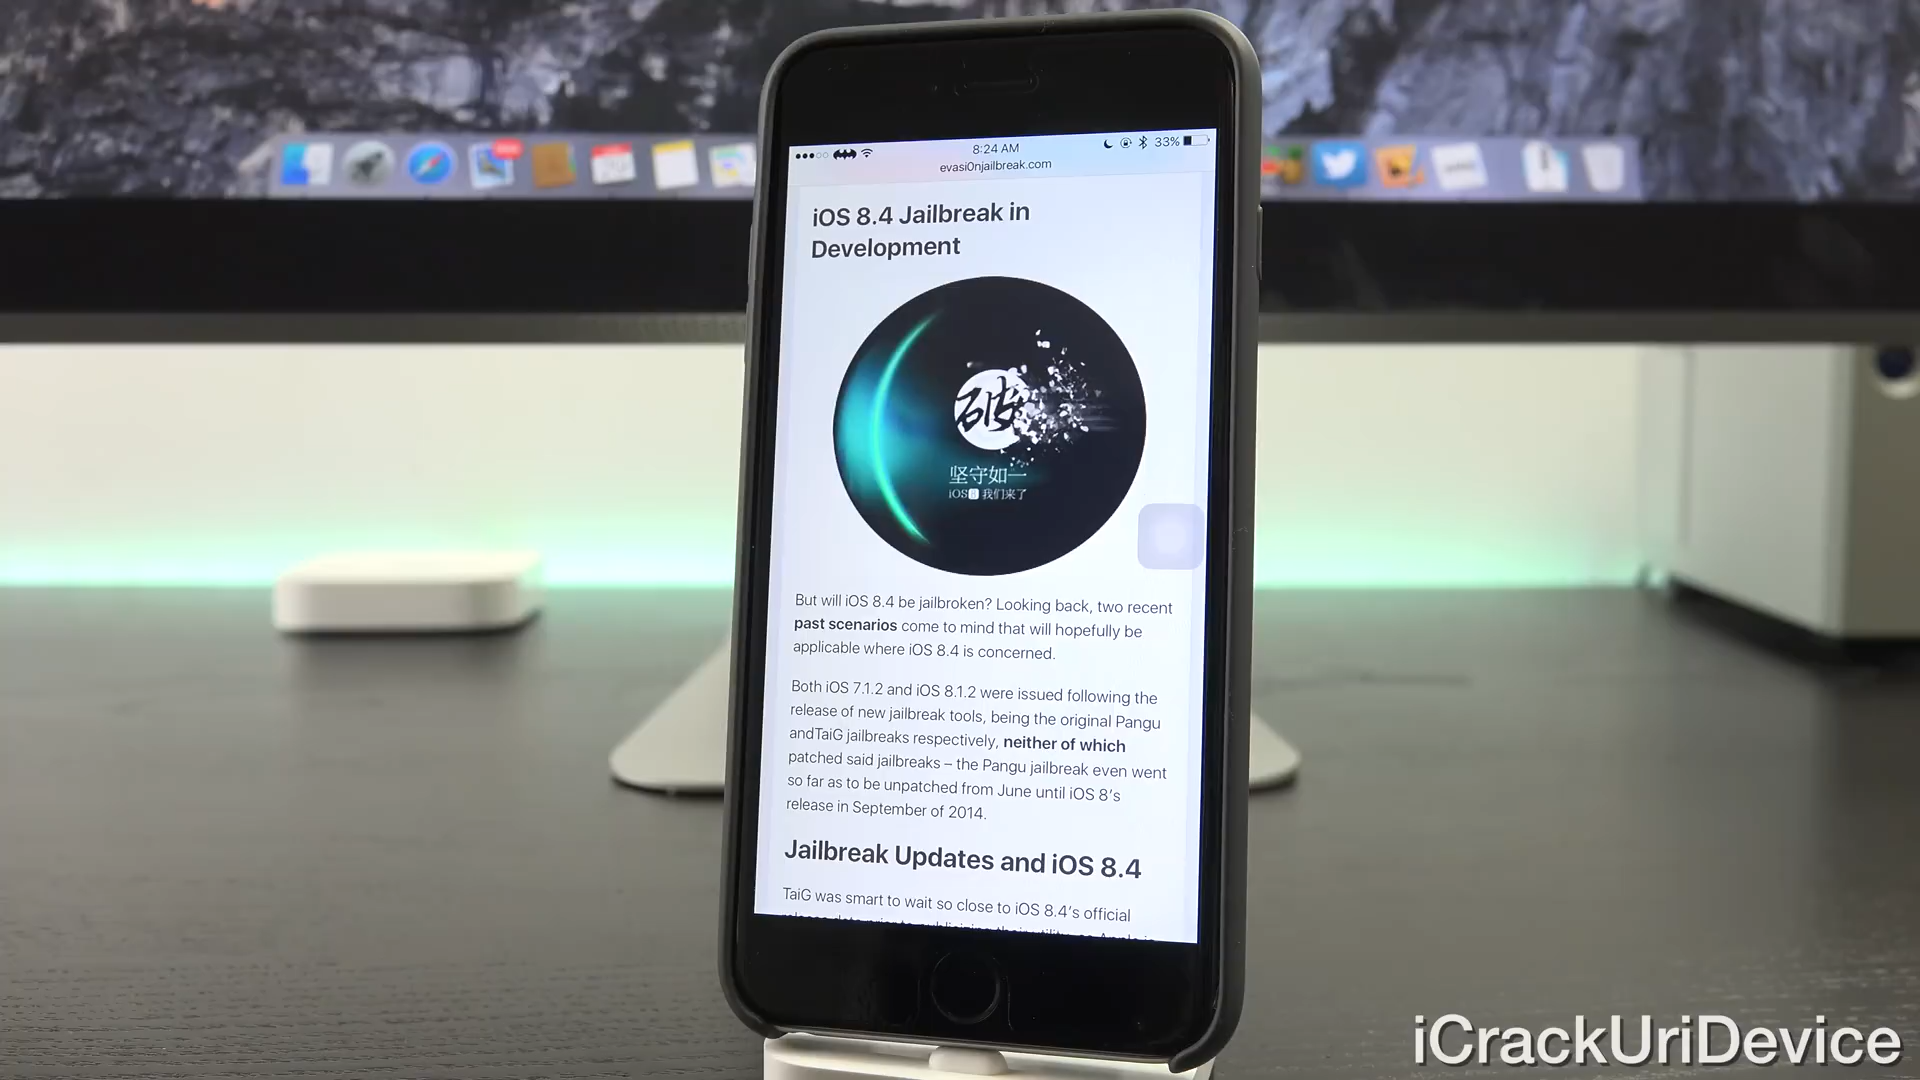 8:24 AM
33%
evasi0njailbreak.com
iOS 8.4 Jailbreak in
Development
破
坚守如一
iOS8 我们来了
But will iOS 8.4 be jailbroken? Looking back, two recent
past scenarios come to mind that will hopefully be
applicable where iOS 8.4 is concerned.
Both iOS 7.1.2 and iOS 8.1.2 were issued following the
release of new jailbreak tools, being the original Pangu
andTaiG jailbreaks respectively, neither of which
patched said jailbreaks – the Pangu jailbreak even went
so far as to be unpatched from June until iOS 8’s
release in September of 2014.
Jailbreak Updates and iOS 8.4
TaiG was smart to wait so close to iOS 8.4’s official
iCrackUriDevice